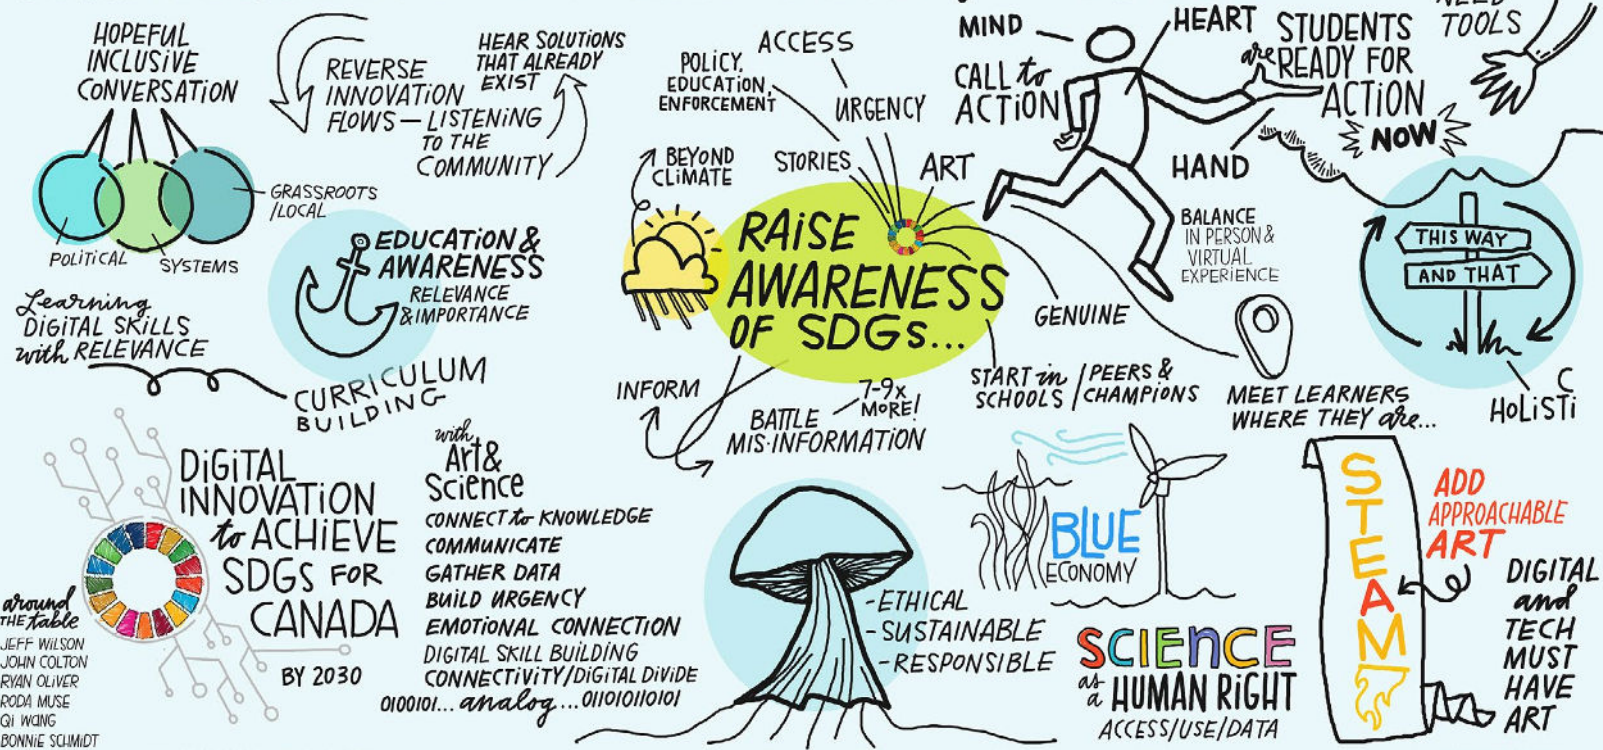 HOPEFUL
INCLUSIVE
CONVERSATION
POLITICAL
SYSTEMS
GRASSROOTS
/LOCAL
REVERSE
INNOVATION
FLOWS — LISTENING
TO THE
COMMUNITY
HEAR SOLUTIONS
THAT ALREADY
EXIST
EDUCATION &
AWARENESS
RELEVANCE
& IMPORTANCE
Learning
DIGITAL SKILLS
with RELEVANCE
CURRICULUM
BUILDING
POLICY,
EDUCATION,
ENFORCEMENT
ACCESS
URGENCY
STORIES
ART
BEYOND
CLIMATE
RAISE
AWARENESS
OF SDGs...
GENUINE
INFORM
BATTLE
MIS-INFORMATION
7-9x
MORE!
START in
SCHOOLS
/PEERS &
CHAMPIONS
MIND
HEART
HAND
CALL to
ACTION
STUDENTS
are READY FOR
ACTION
NOW
TOOLS
BALANCE
IN PERSON &
VIRTUAL
EXPERIENCE
MEET LEARNERS
WHERE THEY are...
THIS WAY
AND THAT
C
HOLISTI
DIGITAL
INNOVATION
to ACHIEVE
SDGS FOR
CANADA
BY 2030
around
THE table
JEFF WILSON
JOHN COLTON
RYAN OLIVER
RODA MUSE
Qi WANG
BONNIE SCHMIDT
with
Art &
Science
CONNECT to KNOWLEDGE
COMMUNICATE
GATHER DATA
BUILD URGENCY
EMOTIONAL CONNECTION
DIGITAL SKILL BUILDING
CONNECTIVITY/DIGITAL DIVIDE
0100101... analog... 011010110101
- ETHICAL
- SUSTAINABLE
- RESPONSIBLE
BLUE
ECONOMY
SCIENCE
as a HUMAN RIGHT
ACCESS/USE/DATA
STEAM
ADD
APPROACHABLE
ART
DIGITAL
and
TECH
MUST
HAVE
ART